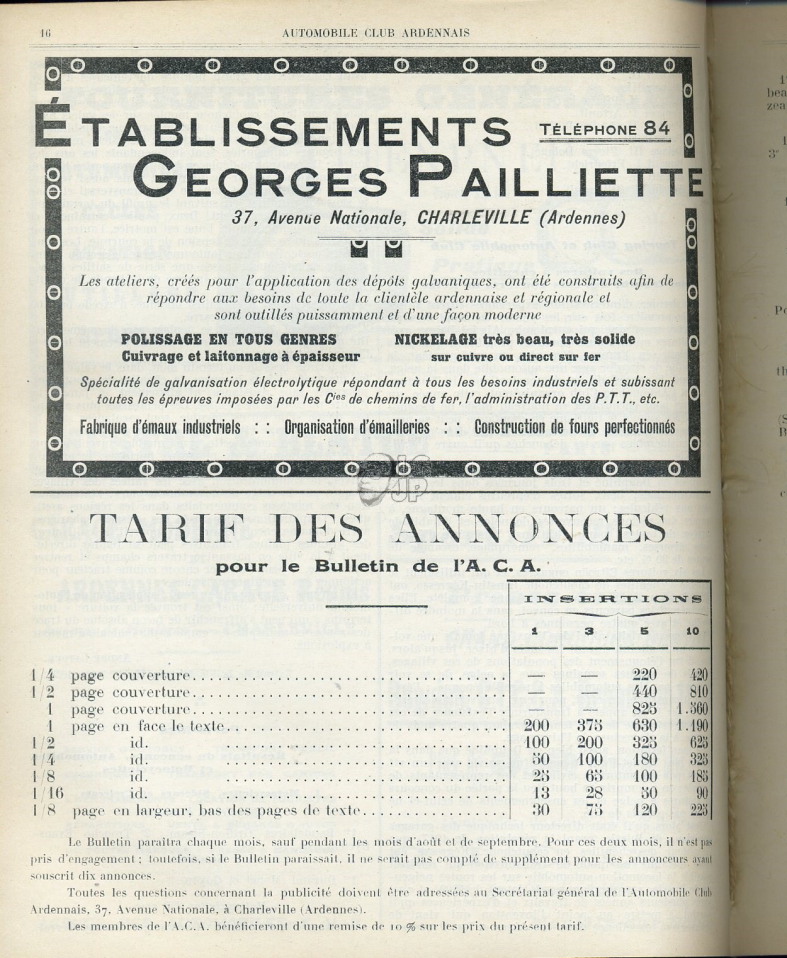 16
AUTOMOBILE CLUB ARDENNAIS
ÉTABLISSEMENTS
TÉLÉPHONE 84
GEORGES PAILLIETTE
37, Avenue Nationale, CHARLEVILLE (Ardennes)
Les ateliers, créés pour l'application des dépôts galvaniques, ont été construits afin de
répondre aux besoins de toute la clientèle ardennaise et régionale et
sont outillés puissamment et d'une façon moderne
POLISSAGE EN TOUS GENRES
Cuivrage et laitonnage à épaisseur
NICKELAGE très beau, très solide
sur cuivre ou direct sur fer
Spécialité de galvanisation électrolytique répondant à tous les besoins industriels et subissant
toutes les épreuves imposées par les Cies de chemins de fer, l'administration des P.T.T., etc.
Fabrique d'émaux industriels : : Organisation d'émailleries : : Construction de fours perfectionnés
TARIF DES ANNONCES
pour le Bulletin de l'A. C. A.
INSERTIONS
1 3 5 10
1/4 page couverture — — 220 420
1/2 page couverture — — 440 810
1 page couverture — — 825 1.560
1 page en face le texte 200 375 630 1.190
1/2 id. 100 200 325 625
1/4 id. 50 100 180 325
1/8 id. 25 65 100 185
1/16 id. 13 28 50 90
1/8 page en largeur, bas des pages de texte 30 75 120 225
Le Bulletin paraîtra chaque mois, sauf pendant les mois d'août et de septembre. Pour ces deux mois, il n'est pas
pris d'engagement ; toutefois, si le Bulletin paraissait, il ne serait pas compté de supplément pour les annonceurs ayant
souscrit dix annonces.
Toutes les questions concernant la publicité doivent être adressées au Secrétariat général de l'Automobile Club
Ardennais, 37, Avenue Nationale, à Charleville (Ardennes).
Les membres de l'A.C.A. bénéficieront d'une remise de 10 % sur les prix du présent tarif.